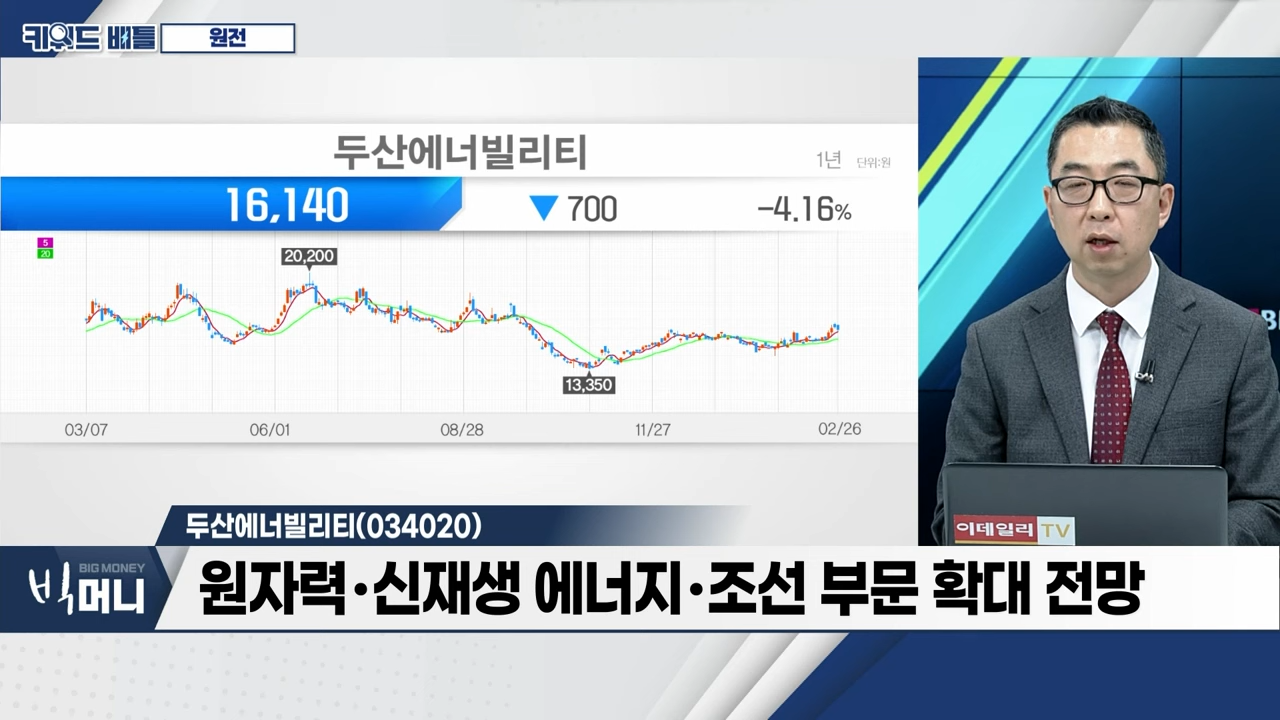 키워드 배틀
원전
두산에너빌리티
1년 단위:원
16,140 ▼ 700 -4.16%
5
20
20,200
13,350
03/07 06/01 08/28 11/27 02/26
이데일리TV
두산에너빌리티(034020)
빅머니 BIG MONEY
원자력·신재생 에너지·조선 부문 확대 전망